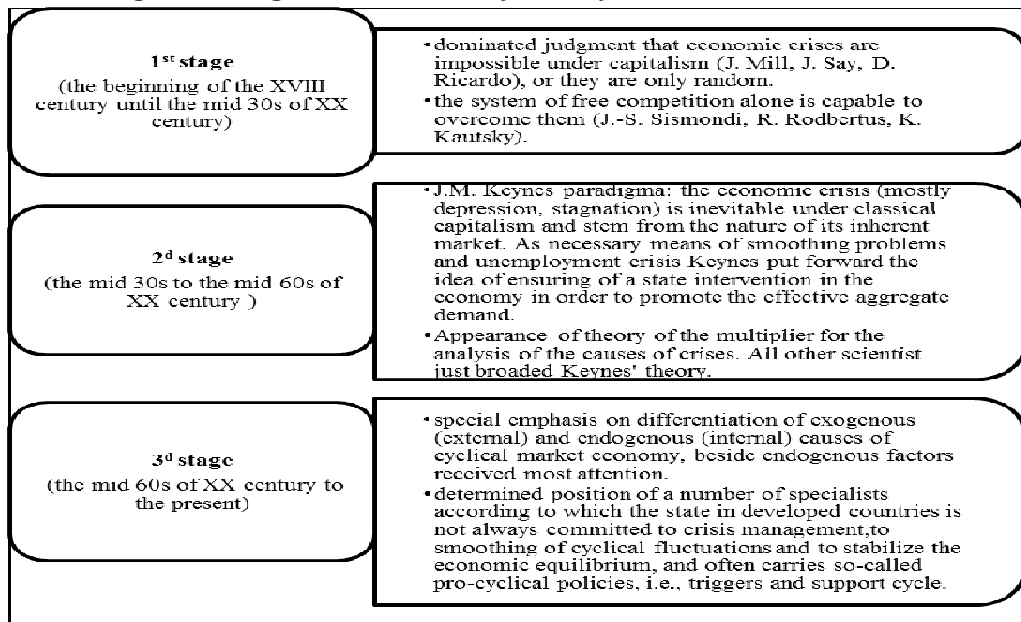 1st stage
(the beginning of the XVIII
century until the mid 30s of XX
century)
•dominated judgment that economic crises are
impossible under capitalism (J. Mill, J. Say, D.
Ricardo), or they are only random.
•the system of free competition alone is capable to
overcome them (J.-S. Sismondi, R. Rodbertus, K.
Kautsky).
2d stage
(the mid 30s to the mid 60s of
XX century )
•J.M. Keynes paradigma: the economic crisis (mostly
depression, stagnation) is inevitable under classical
capitalism and stem from the nature of its inherent
market. As necessary means of smoothing problems
and unemployment crisis Keynes put forward the
idea of ensuring of a state intervention in the
economy in order to promote the effective aggregate
demand.
•Appearance of theory of the multiplier for the
analysis of the causes of crises. All other scientist
just broaded Keynes' theory.
3d stage
(the mid 60s of XX century to
the present)
•special emphasis on differentiation of exogenous
(external) and endogenous (internal) causes of
cyclical market economy, beside endogenous factors
received most attention.
•determined position of a number of specialists
according to which the state in developed countries is
not always committed to crisis management,to
smoothing of cyclical fluctuations and to stabilize the
economic equilibrium, and often carries so-called
pro-cyclical policies, i.e., triggers and support cycle.